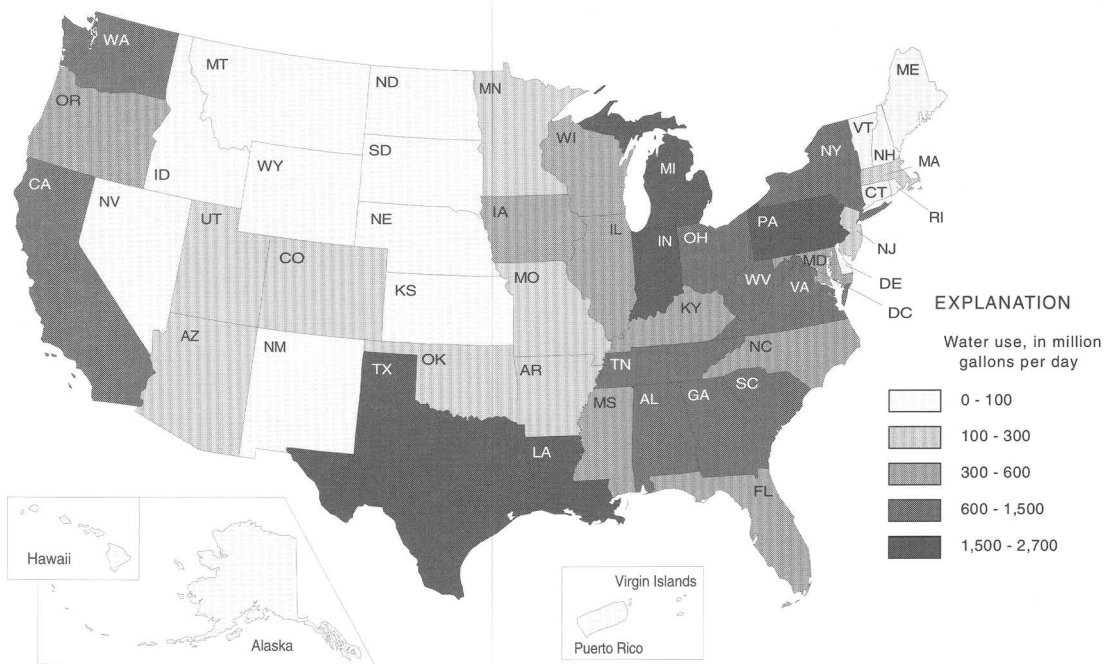 WA
MT
ND
MN
ME
OR
VT
WI
NY
SD
NH
MA
ID
WY
MI
CA
CT
NV
RI
IA
NE
UT
PA
IL
OH
IN
NJ
CO
MD
MO
WV
DE
VA
KS
DC
EXPLANATION
KY
AZ
Water use, in million
gallons per day
NC
NM
OK
TN
TX
AR
SC
0 - 100
AL
GA
MS
100 - 300
LA
300 - 600
FL
600 - 1,500
1,500 - 2,700
Hawaii
Virgin Islands
Alaska
Puerto Rico